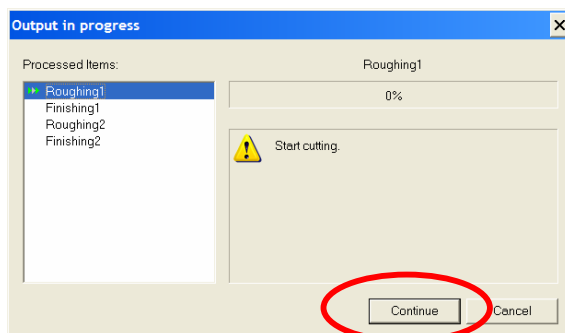 Output in progress
Processed Items:
Roughing1
Finishing1
Roughing2
Finishing2
Roughing1
0%
Start cutting.
Continue
Cancel